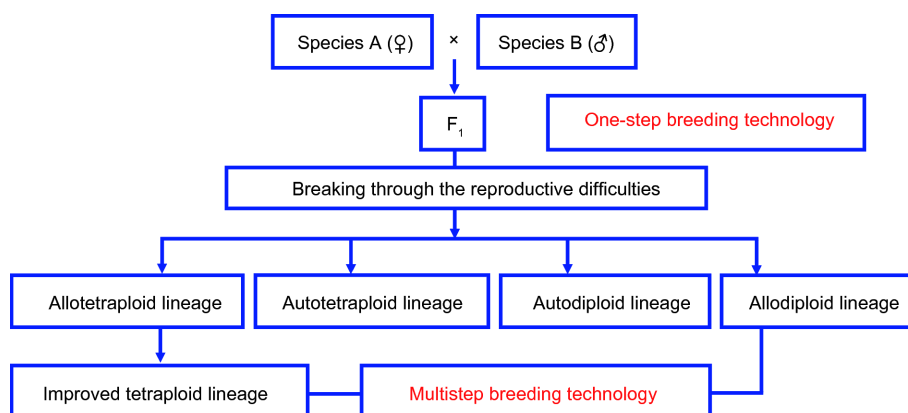 Species A (♀) × Species B (♂)
F₁
One-step breeding technology
Breaking through the reproductive difficulties
Allotetraploid lineage
Autotetraploid lineage
Autodiploid lineage
Allodiploid lineage
Improved tetraploid lineage
Multistep breeding technology